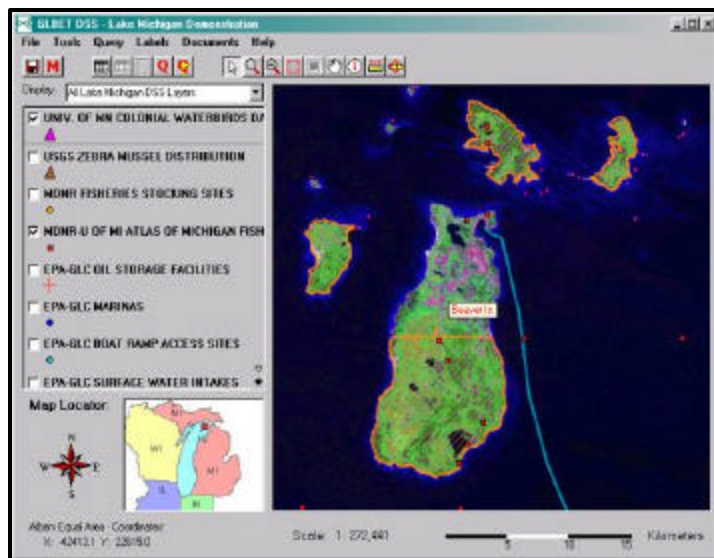 GLBET DSS - Lake Michigan Demonstration
File Tools Query Labels Documents Help
Display: All Lake Michigan DSS Layers
UNIV. OF MN COLONIAL WATERBIRDS DA
USGS ZEBRA MUSSEL DISTRIBUTION
MDNR FISHERIES STOCKING SITES
MDNR-U OF MI ATLAS OF MICHIGAN FISH
EPA-GLC OIL STORAGE FACILITIES
EPA-GLC MARINAS
EPA-GLC BOAT RAMP ACCESS SITES
EPA-GLC SURFACE WATER INTAKES
Beaver Is
Map Locator:
N
W E
S
WI MI MI
IL IN
Albers Equal Area - Coordinates
Scale: 1: 272,441
5 10 15 Kilometers